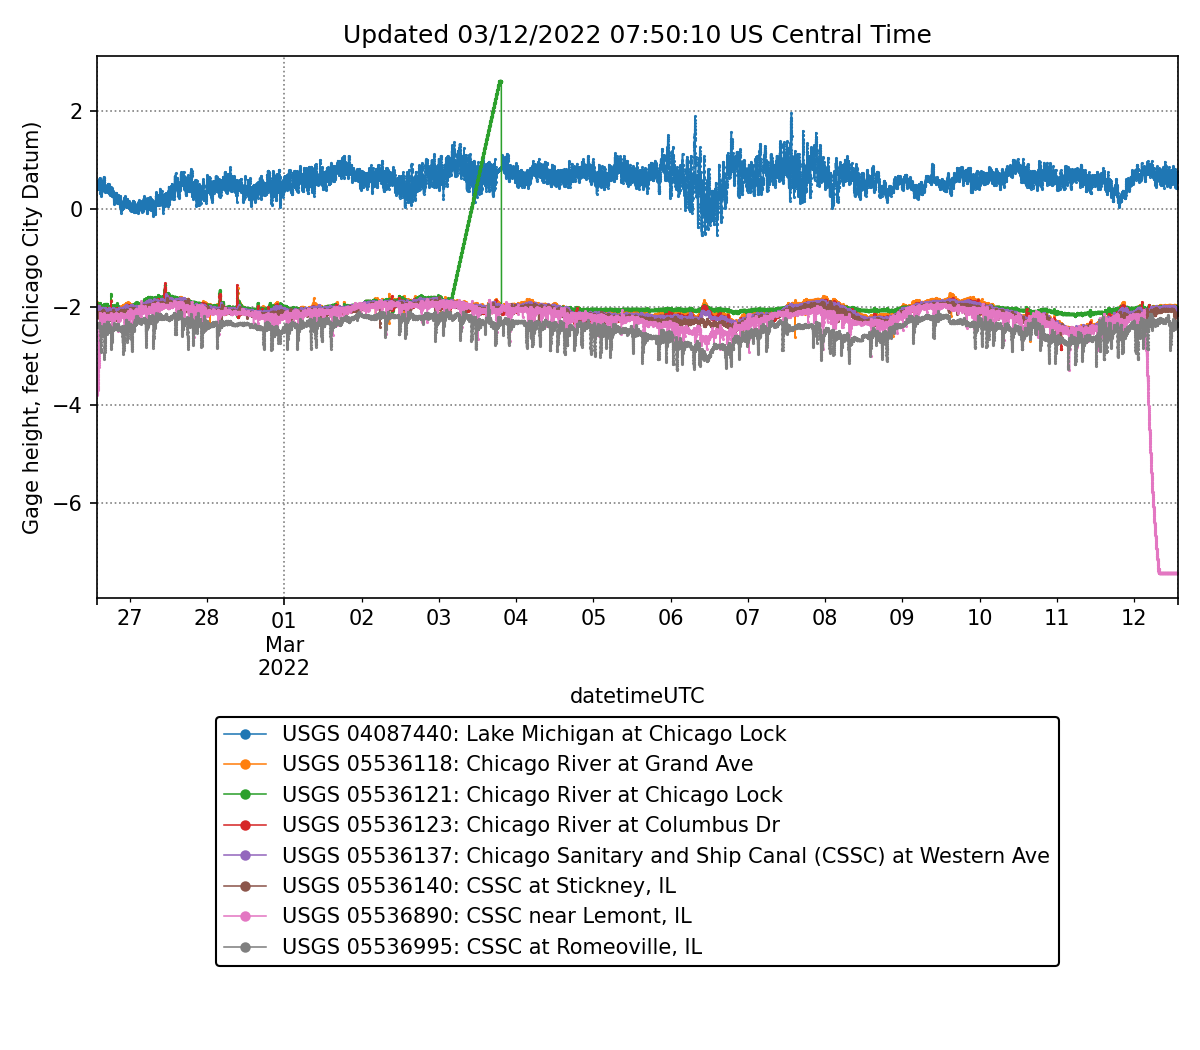 Updated 03/12/2022 07:50:10 US Central Time
Gage height, feet (Chicago City Datum)
2
0
−2
−4
−6
27 28 01 02 03 04 05 06 07 08 09 10 11 12
Mar
2022
datetimeUTC
USGS 04087440: Lake Michigan at Chicago Lock
USGS 05536118: Chicago River at Grand Ave
USGS 05536121: Chicago River at Chicago Lock
USGS 05536123: Chicago River at Columbus Dr
USGS 05536137: Chicago Sanitary and Ship Canal (CSSC) at Western Ave
USGS 05536140: CSSC at Stickney, IL
USGS 05536890: CSSC near Lemont, IL
USGS 05536995: CSSC at Romeoville, IL